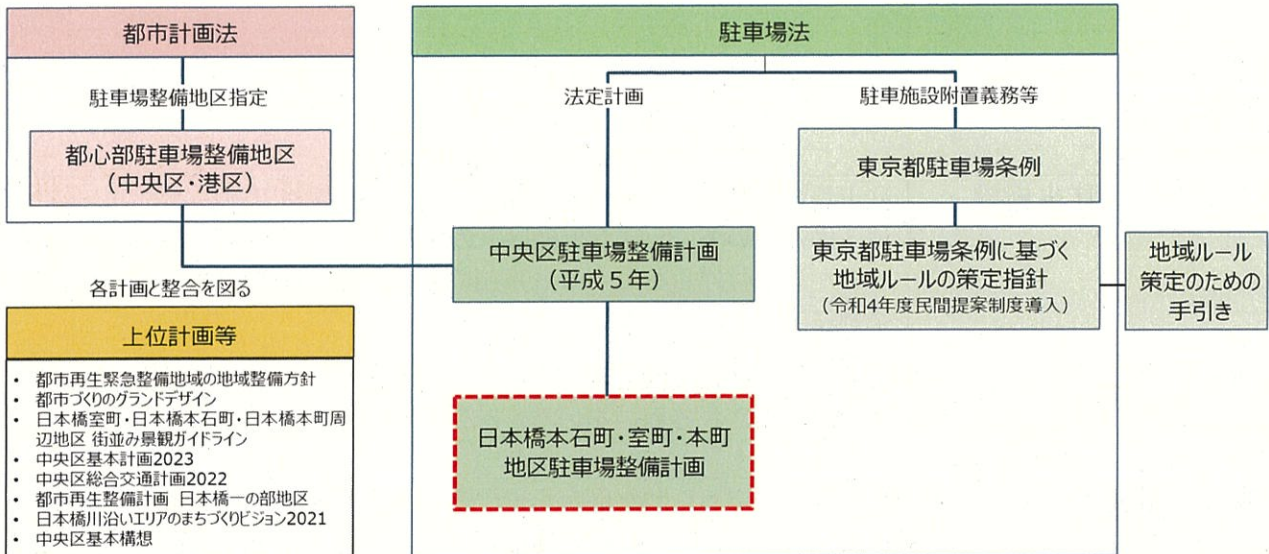 都市計画法
駐車場整備地区指定
都心部駐車場整備地区
（中央区・港区）
各計画と整合を図る
上位計画等
・ 都市再生緊急整備地域の地域整備方針
・ 都市づくりのグランドデザイン
・ 日本橋室町・日本橋本石町・日本橋本町周
辺地区 街並み景観ガイドライン
・ 中央区基本計画2023
・ 中央区総合交通計画2022
・ 都市再生整備計画 日本橋一の部地区
・ 日本橋川沿いエリアのまちづくりビジョン2021
・ 中央区基本構想
駐車場法
法定計画
中央区駐車場整備計画
（平成５年）
日本橋本石町・室町・本町
地区駐車場整備計画
駐車施設附置義務等
東京都駐車場条例
東京都駐車場条例に基づく
地域ルールの策定指針
（令和4年度民間提案制度導入）
地域ルール
策定のための
手引き